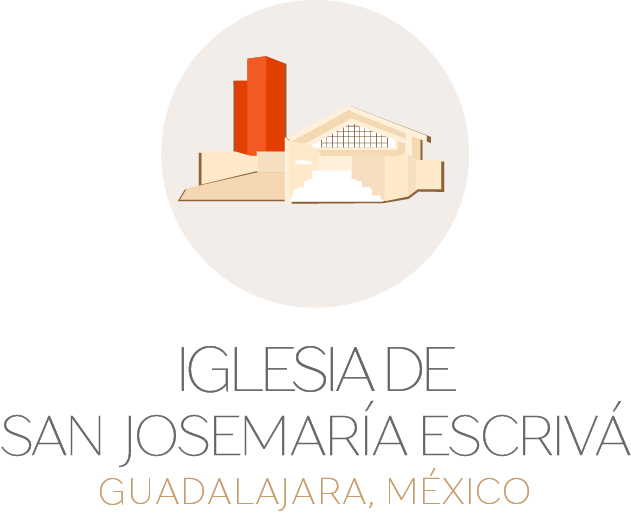 IGLESIA DE
SAN JOSEMARÍA ESCRIVÁ
GUADALAJARA, MÉXICO